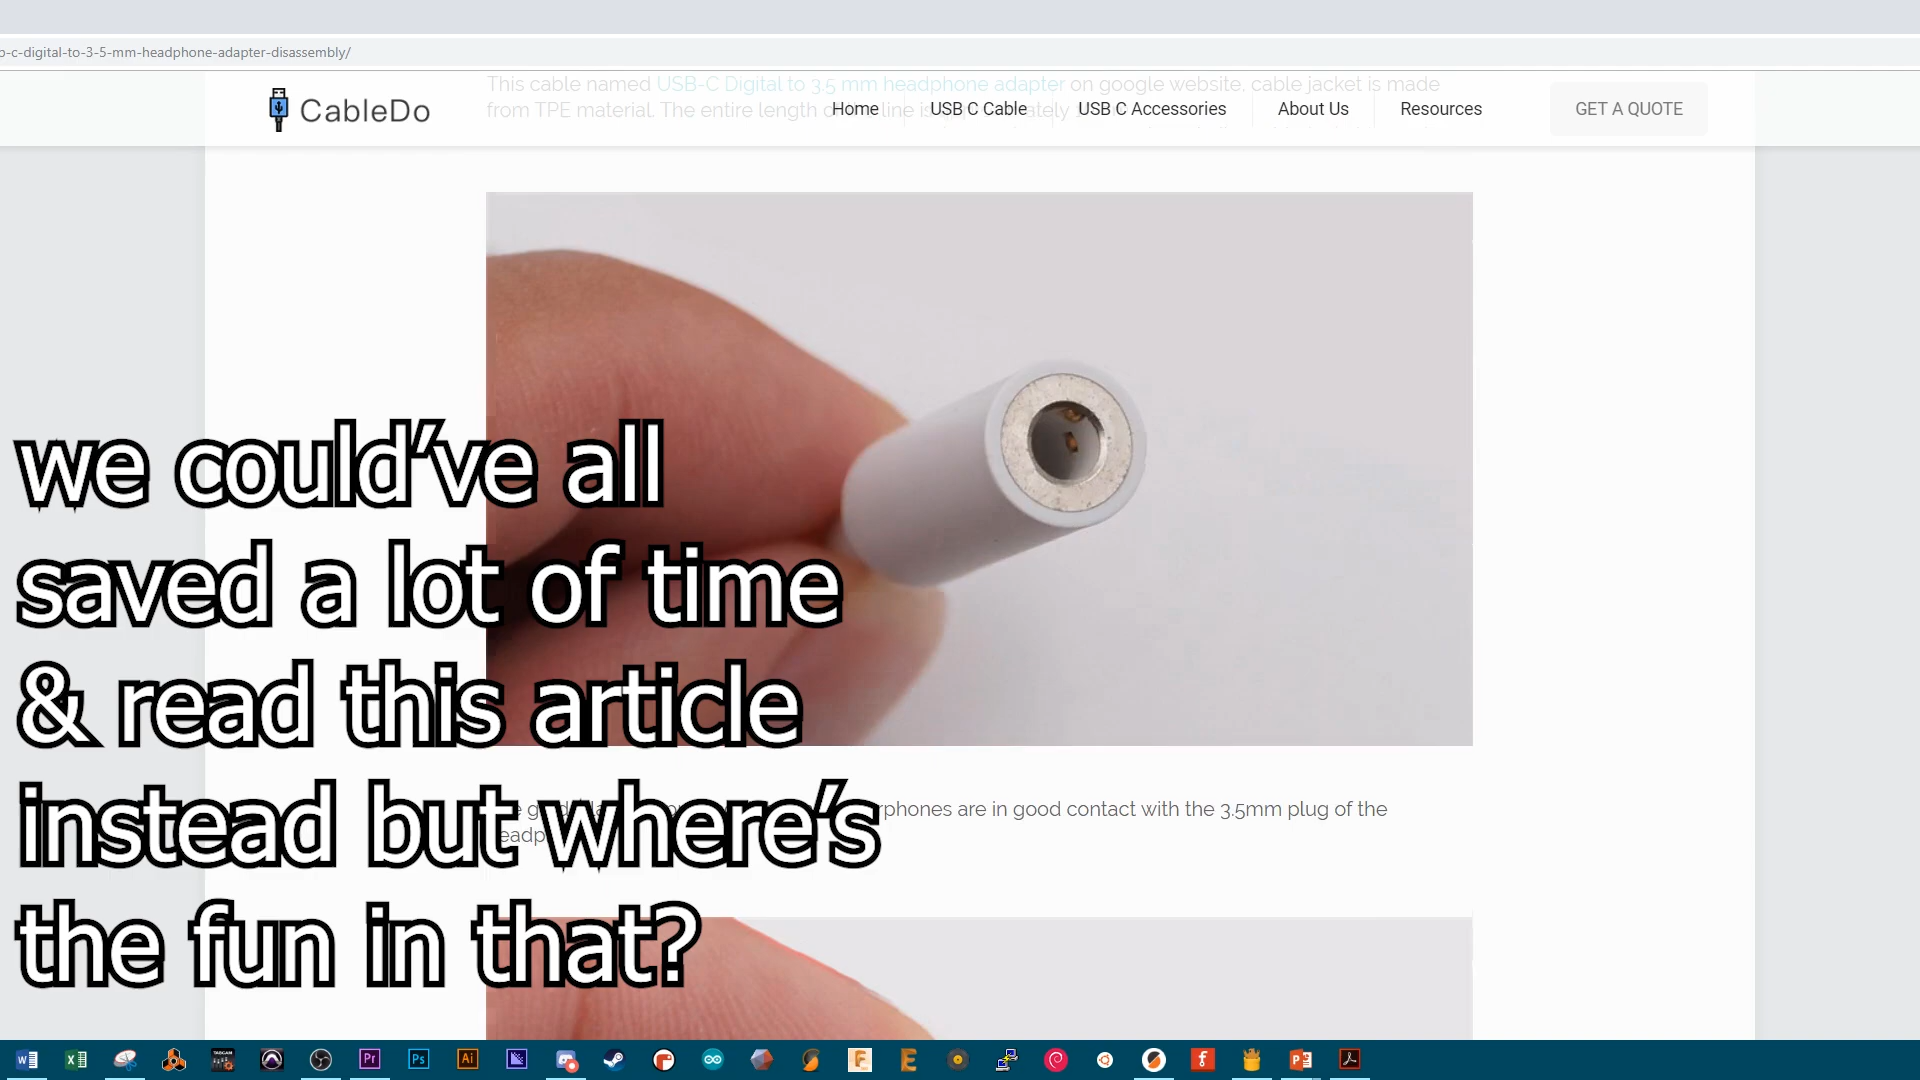 b-c-digital-to-3-5-mm-headphone-adapter-disassembly/
This cable named USB-C Digital to 3.5 mm headphone adapter on google website. cable jacket is made
from TPE material. The entire length of line is
CableDo
Home
USB C Cable
USB C Accessories
About Us
Resources
GET A QUOTE
we could've all
saved a lot of time
& read this article
instead but where's
the fun in that?
are in good contact with the 3.5mm plug of the